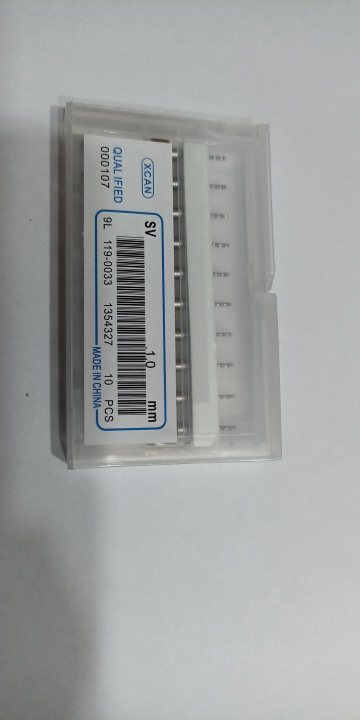 XCAN
QUALIFIED
000107
SV 1.0 mm
9L 119-0033 1354327 10 PCS
MADE IN CHINA